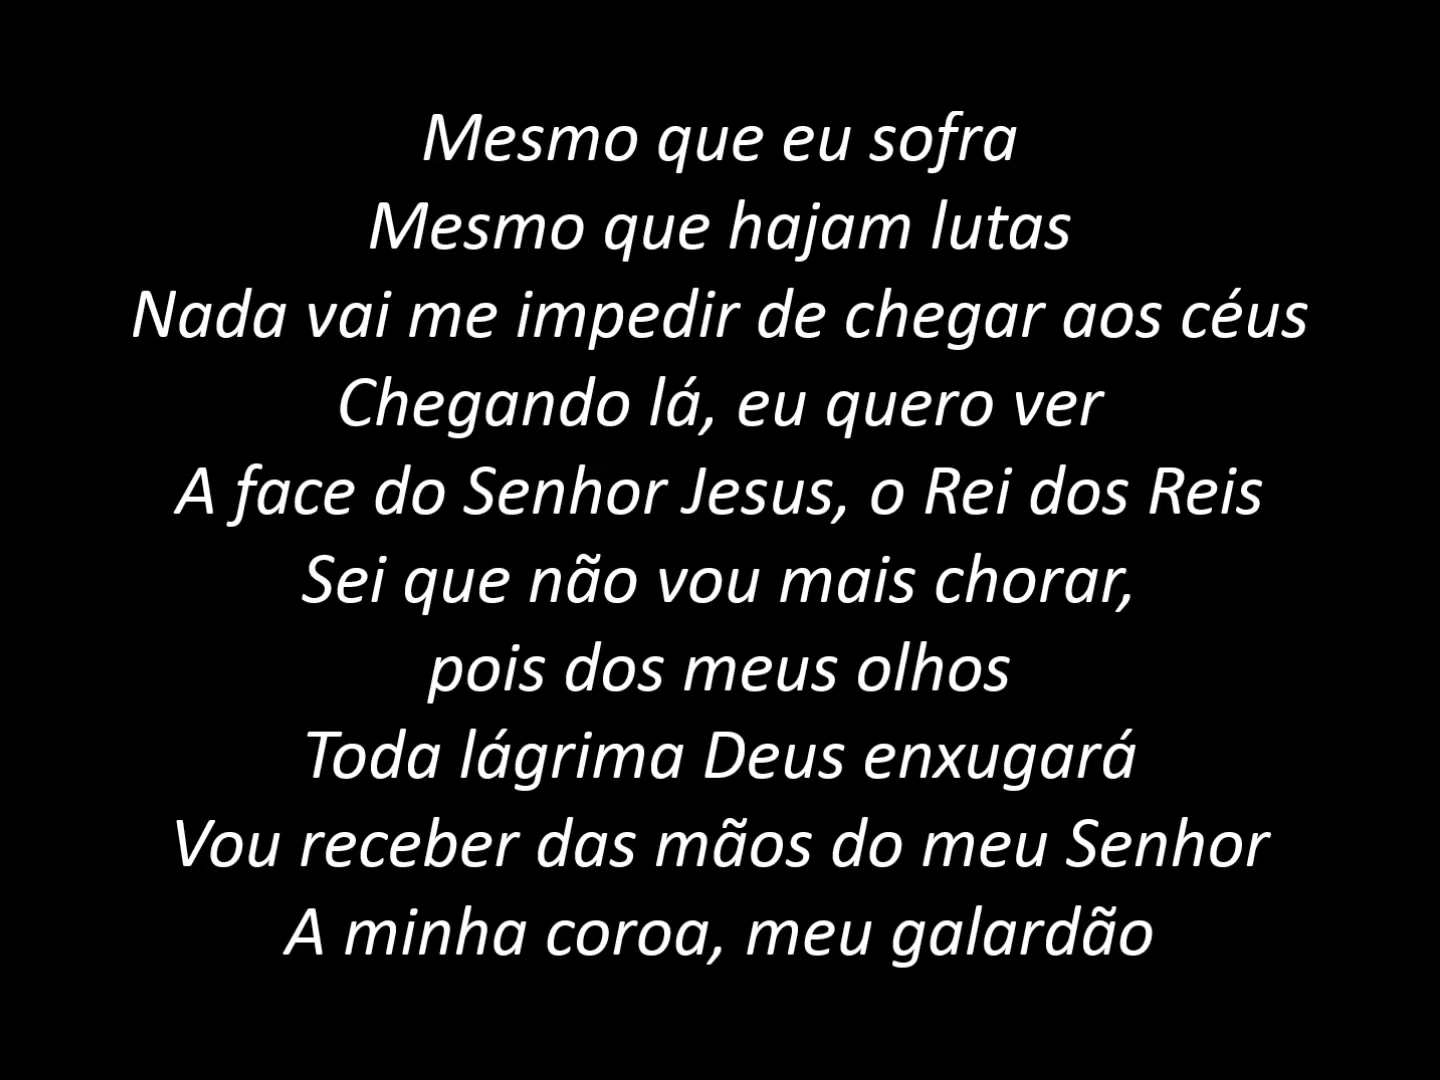 Mesmo que eu sofra
Mesmo que hajam lutas
Nada vai me impedir de chegar aos céus
Chegando lá, eu quero ver
A face do Senhor Jesus, o Rei dos Reis
Sei que não vou mais chorar,
pois dos meus olhos
Toda lágrima Deus enxugará
Vou receber das mãos do meu Senhor
A minha coroa, meu galardão